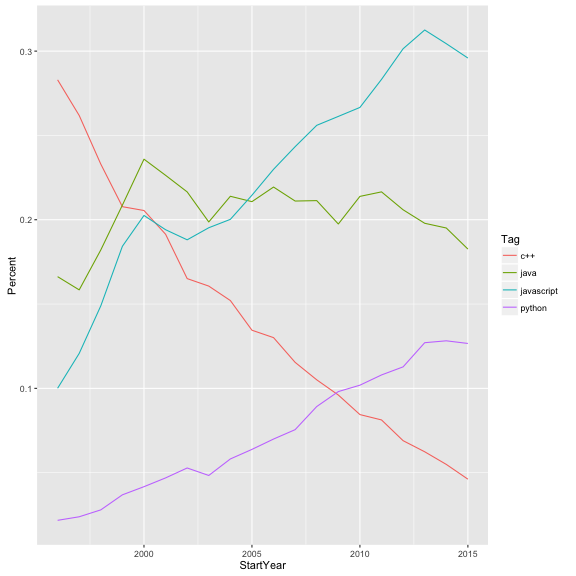 0.3
0.2
0.1
Percent
2000
2005
2010
2015
StartYear
Tag
c++
java
javascript
python